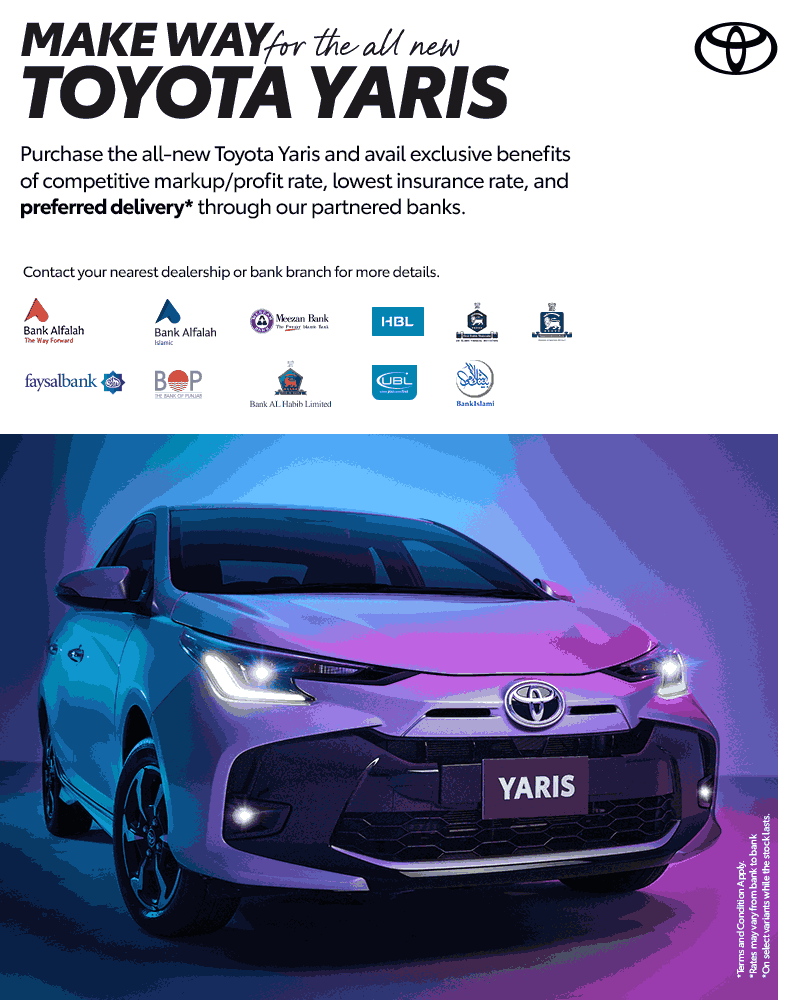 MAKE WAY for the all new
TOYOTA YARIS
Purchase the all-new Toyota Yaris and avail exclusive benefits
of competitive markup/profit rate, lowest insurance rate, and
preferred delivery* through our partnered banks.
Contact your nearest dealership or bank branch for more details.
Bank Alfalah
The Way Forward
Bank Alfalah
Islamic
Meezan Bank
The Premier Islamic Bank
HBL
faysalbank
BOP
THE BANK OF PUNJAB
Bank AL Habib Limited
UBL
BankIslami
YARIS
*Terms and Condition Apply.
*Rates may vary from bank to bank
*On select variants while the stock lasts.